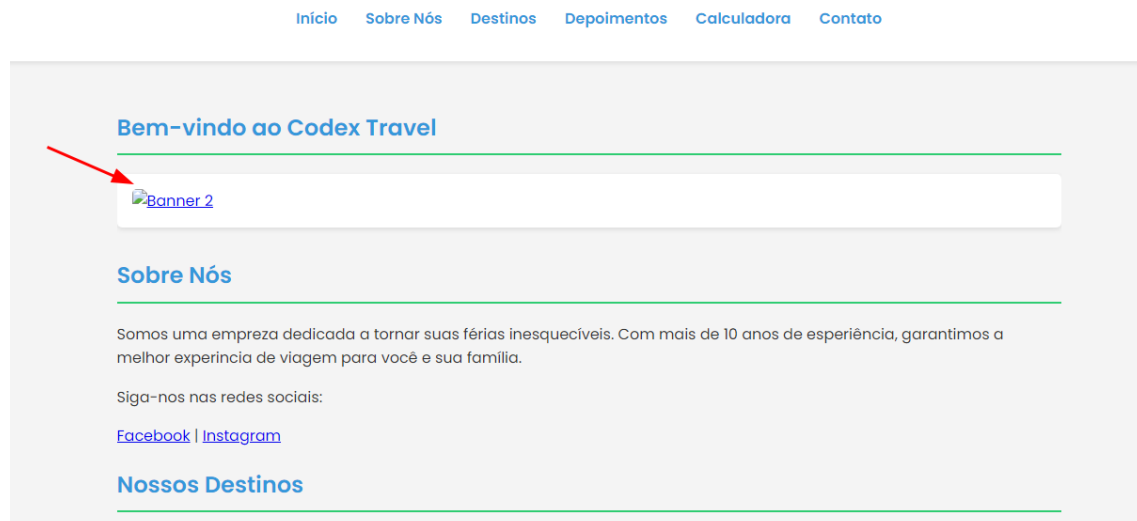 Início Sobre Nós Destinos Depoimentos Calculadora Contato
Bem-vindo ao Codex Travel
Banner 2
Sobre Nós
Somos uma empreza dedicada a tornar suas férias inesquecíveis. Com mais de 10 anos de esperiência, garantimos a
melhor experincia de viagem para você e sua família.
Siga-nos nas redes sociais:
Facebook | Instagram
Nossos Destinos